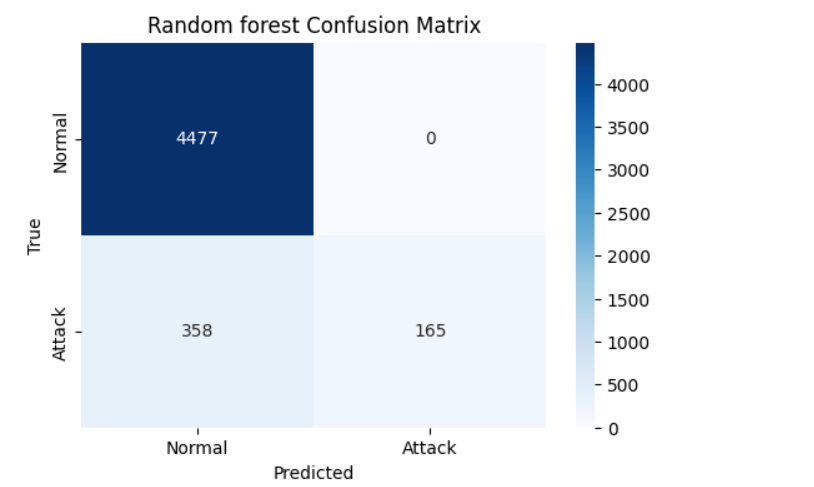 Random forest Confusion Matrix
True
Normal
Attack
4477
0
358
165
Normal
Attack
Predicted
4000
3500
3000
2500
2000
1500
1000
500
0